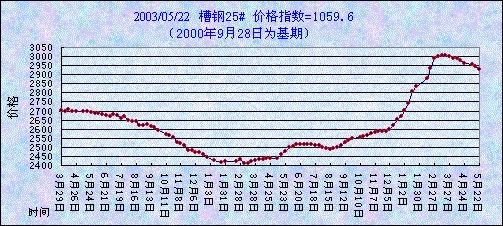 2003/05/22 槽钢25# 价格指数=1059.6
(2000年9月28日为基期)
价格
3050
3000
2950
2900
2850
2800
2750
2700
2650
2600
2550
2500
2450
2400
时间
3月29日
4月26日
5月24日
6月21日
7月19日
8月16日
9月13日
10月11日
11月8日
12月6日
1月3日
1月31日
2月28日
3月28日
4月25日
5月23日
6月20日
7月18日
8月15日
9月12日
10月10日
11月7日
12月5日
1月2日
1月30日
2月27日
3月27日
4月24日
5月22日